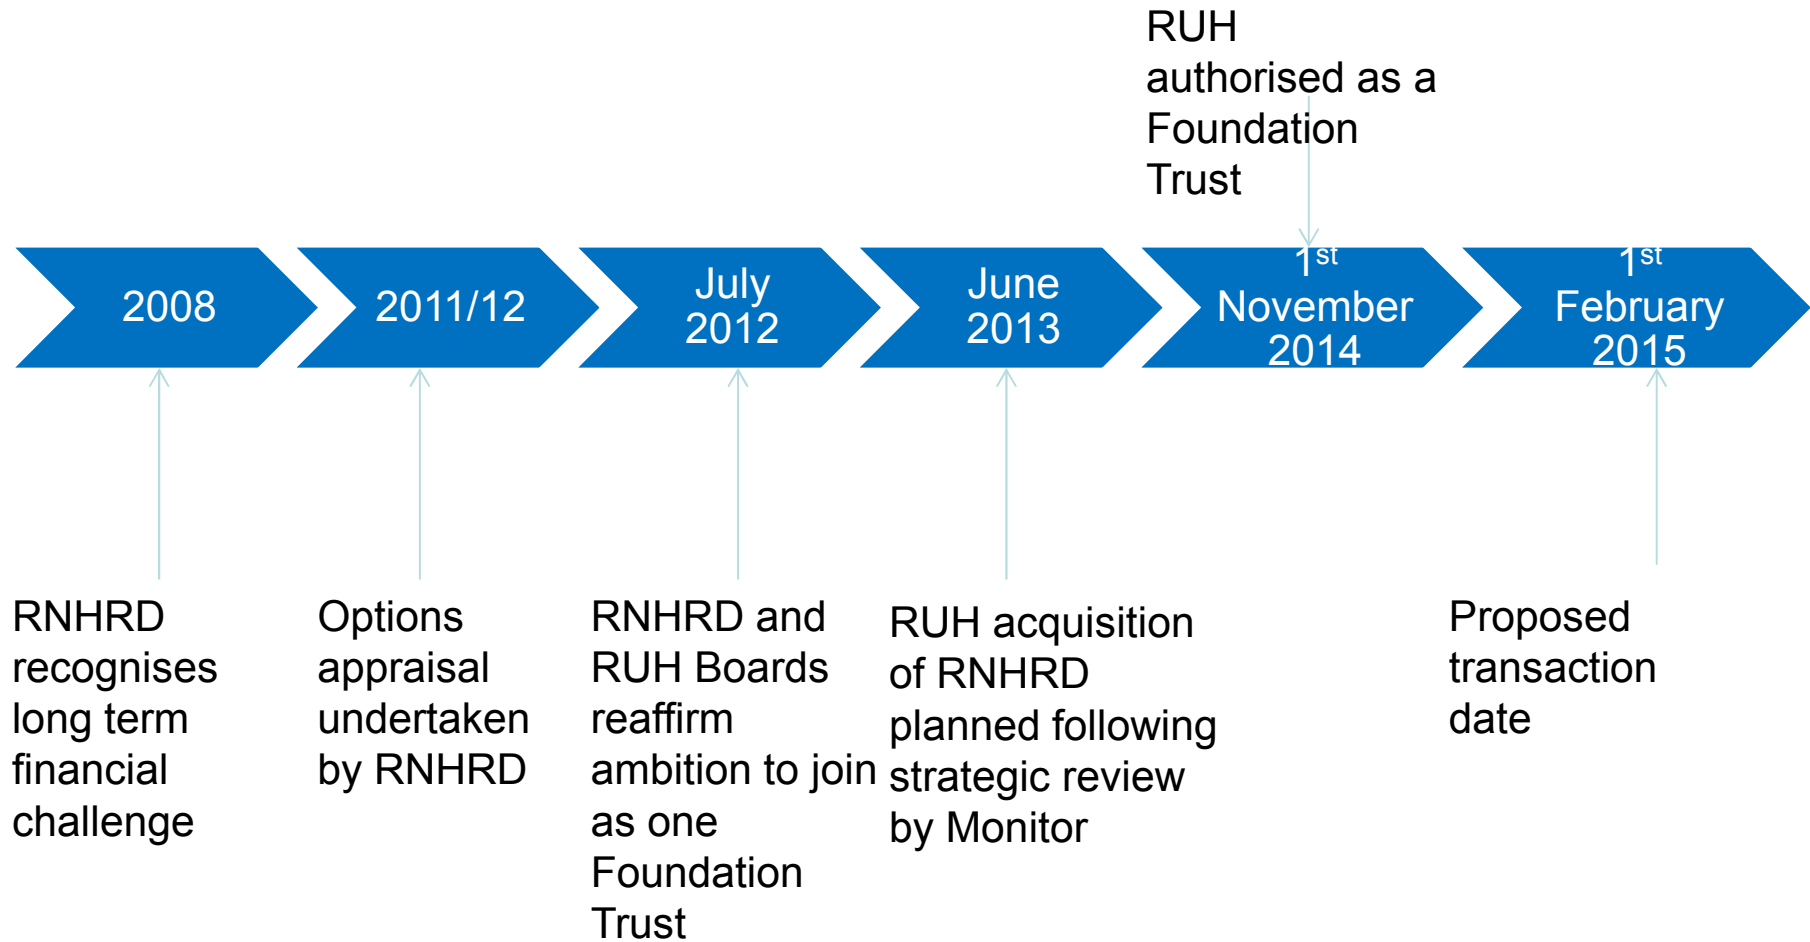 RUH
authorised as a
Foundation
Trust
2008
2011/12
July
2012
June
2013
1st
November
2014
1st
February
2015
RNHRD
recognises
long term
financial
challenge
Options
appraisal
undertaken
by RNHRD
RNHRD and
RUH Boards
reaffirm
ambition to join
as one
Foundation
Trust
RUH acquisition
of RNHRD
planned following
strategic review
by Monitor
Proposed
transaction
date